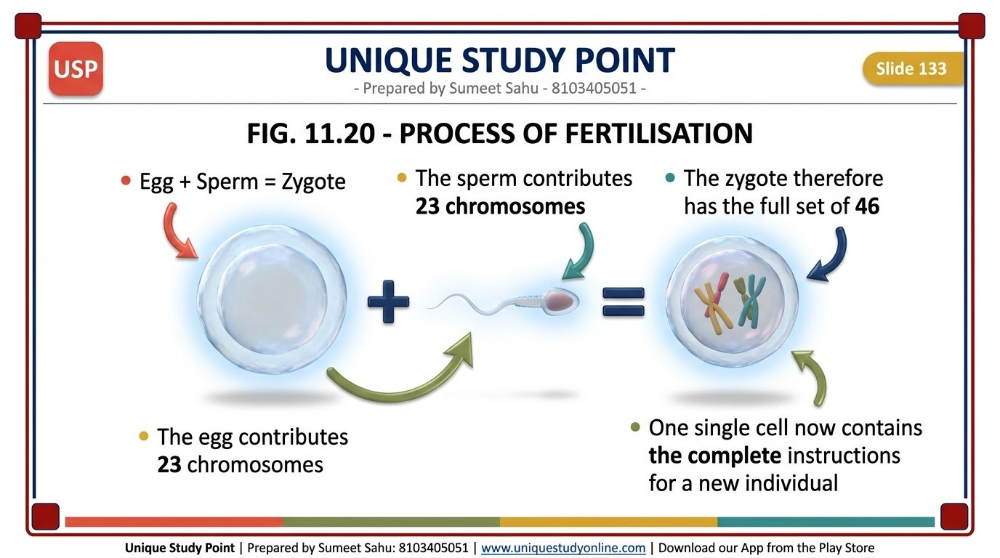 USP
UNIQUE STUDY POINT
- Prepared by Sumeet Sahu - 8103405051 -
Slide 133
FIG. 11.20 - PROCESS OF FERTILISATION
• Egg + Sperm = Zygote
• The sperm contributes
23 chromosomes
• The zygote therefore
has the full set of 46
• The egg contributes
23 chromosomes
• One single cell now contains
the complete instructions
for a new individual
Unique Study Point | Prepared by Sumeet Sahu: 8103405051 | www.uniquestudyonline.com | Download our App from the Play Store